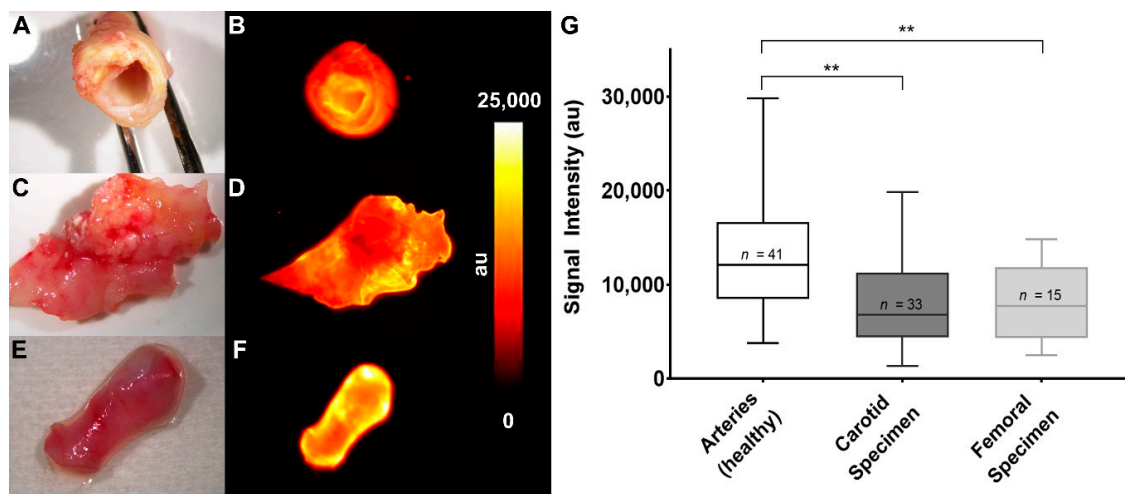 A
B
25,000
C
D
au
E
F
0
G
**
**
Signal Intensity (au)
30,000
20,000
10,000
0
n = 41
n = 33
n = 15
Arteries
(healthy)
Carotid
Specimen
Femoral
Specimen